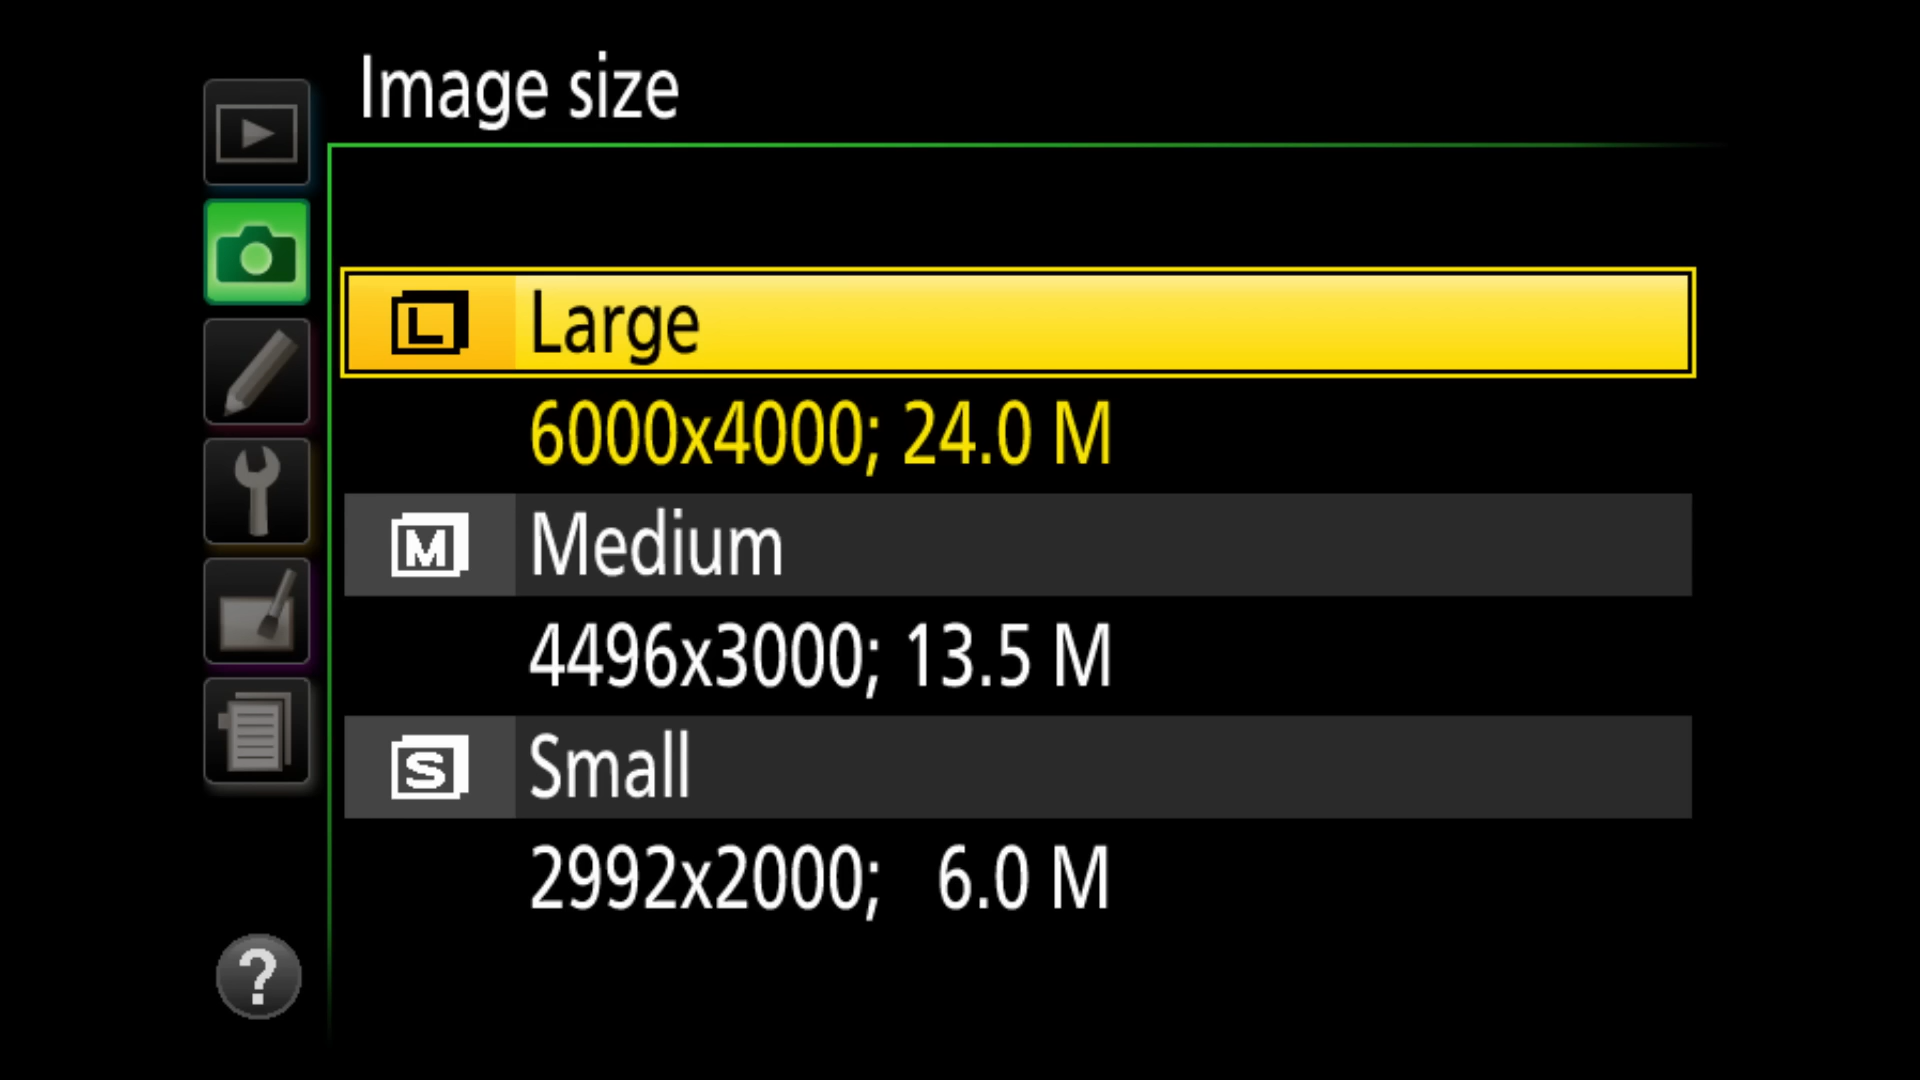 Image size
L Large
6000x4000; 24.0 M
M Medium
4496x3000; 13.5 M
S Small
2992x2000; 6.0 M
?